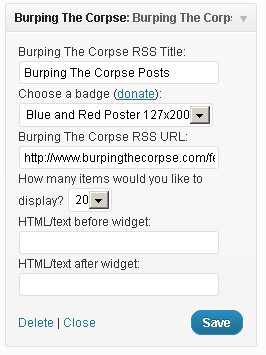 Burping The Corpse: Burping The Corp
Burping The Corpse RSS Title:
Burping The Corpse Posts
Choose a badge (donate):
Blue and Red Poster 127x200
Burping The Corpse RSS URL:
http://www.burpingthecorpse.com/fe
How many items would you like to
display? 20
HTML/text before widget:
HTML/text after widget:
Delete | Close
Save